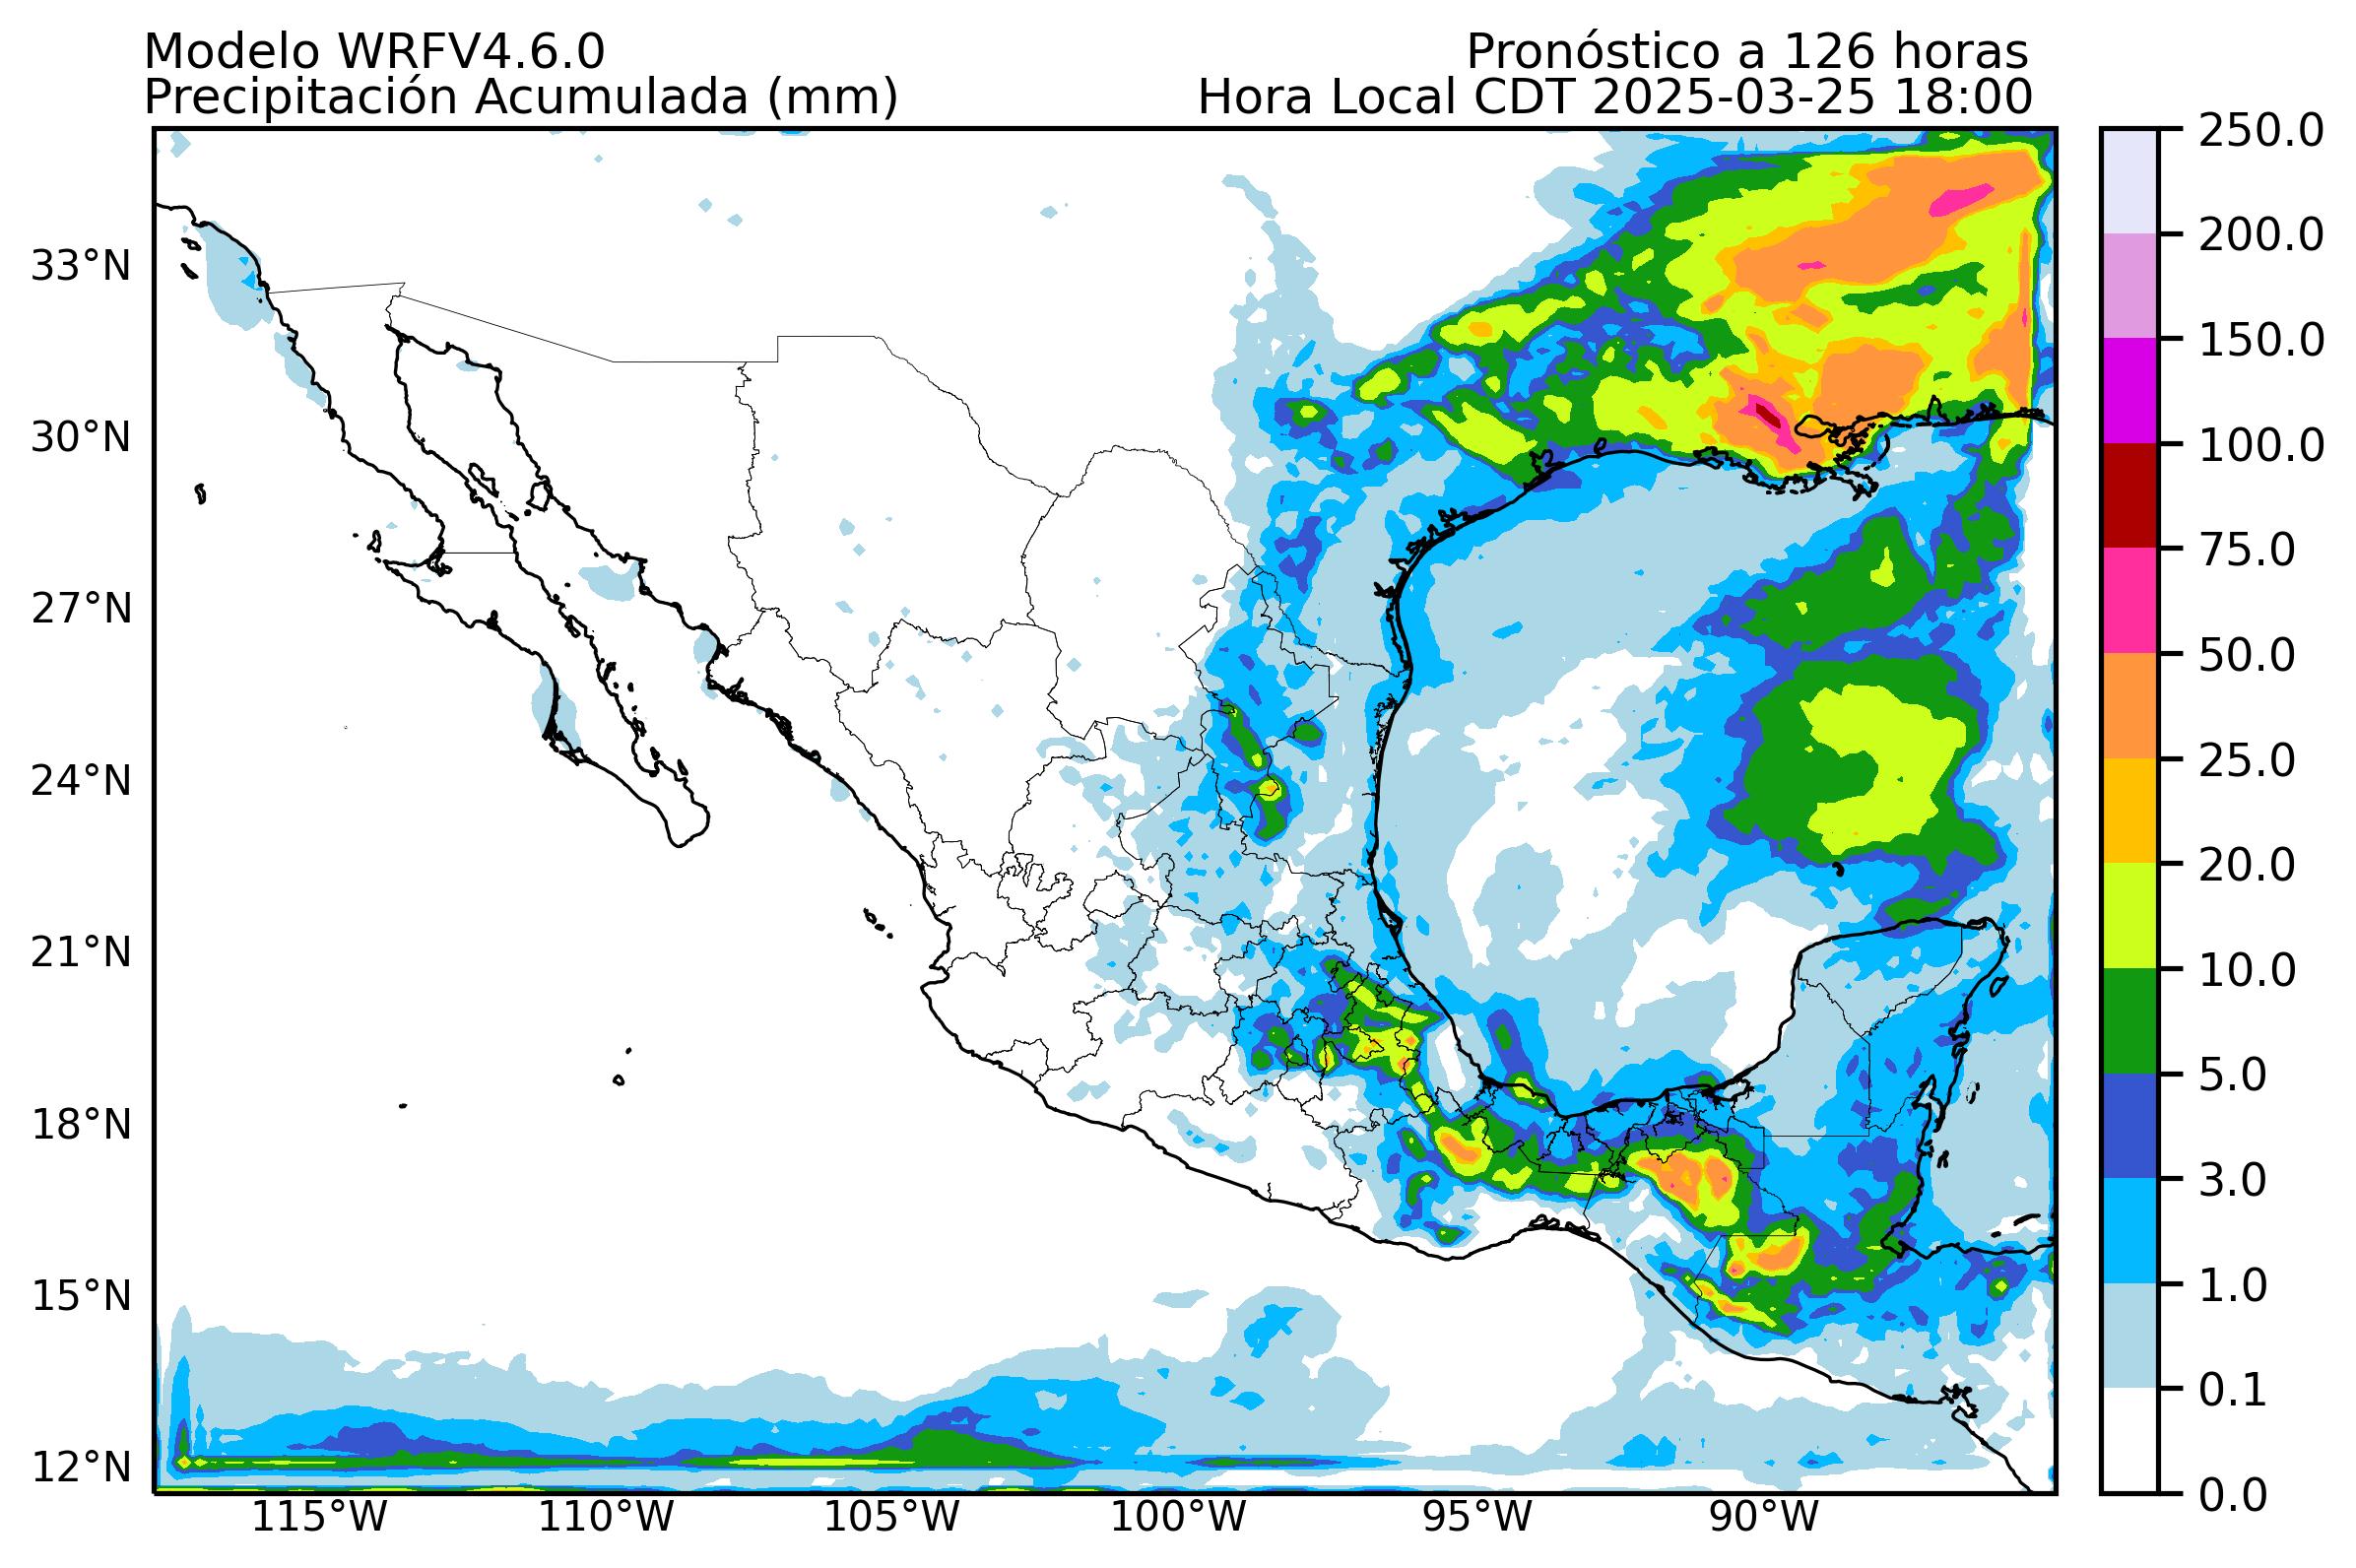 Modelo WRFV4.6.0
Pronóstico a 126 horas
Precipitación Acumulada (mm)
Hora Local CDT 2025-03-25 18:00
33°N
30°N
27°N
24°N
21°N
18°N
15°N
12°N
115°W
110°W
105°W
100°W
95°W
90°W
250.0
200.0
150.0
100.0
75.0
50.0
25.0
20.0
10.0
5.0
3.0
1.0
0.1
0.0